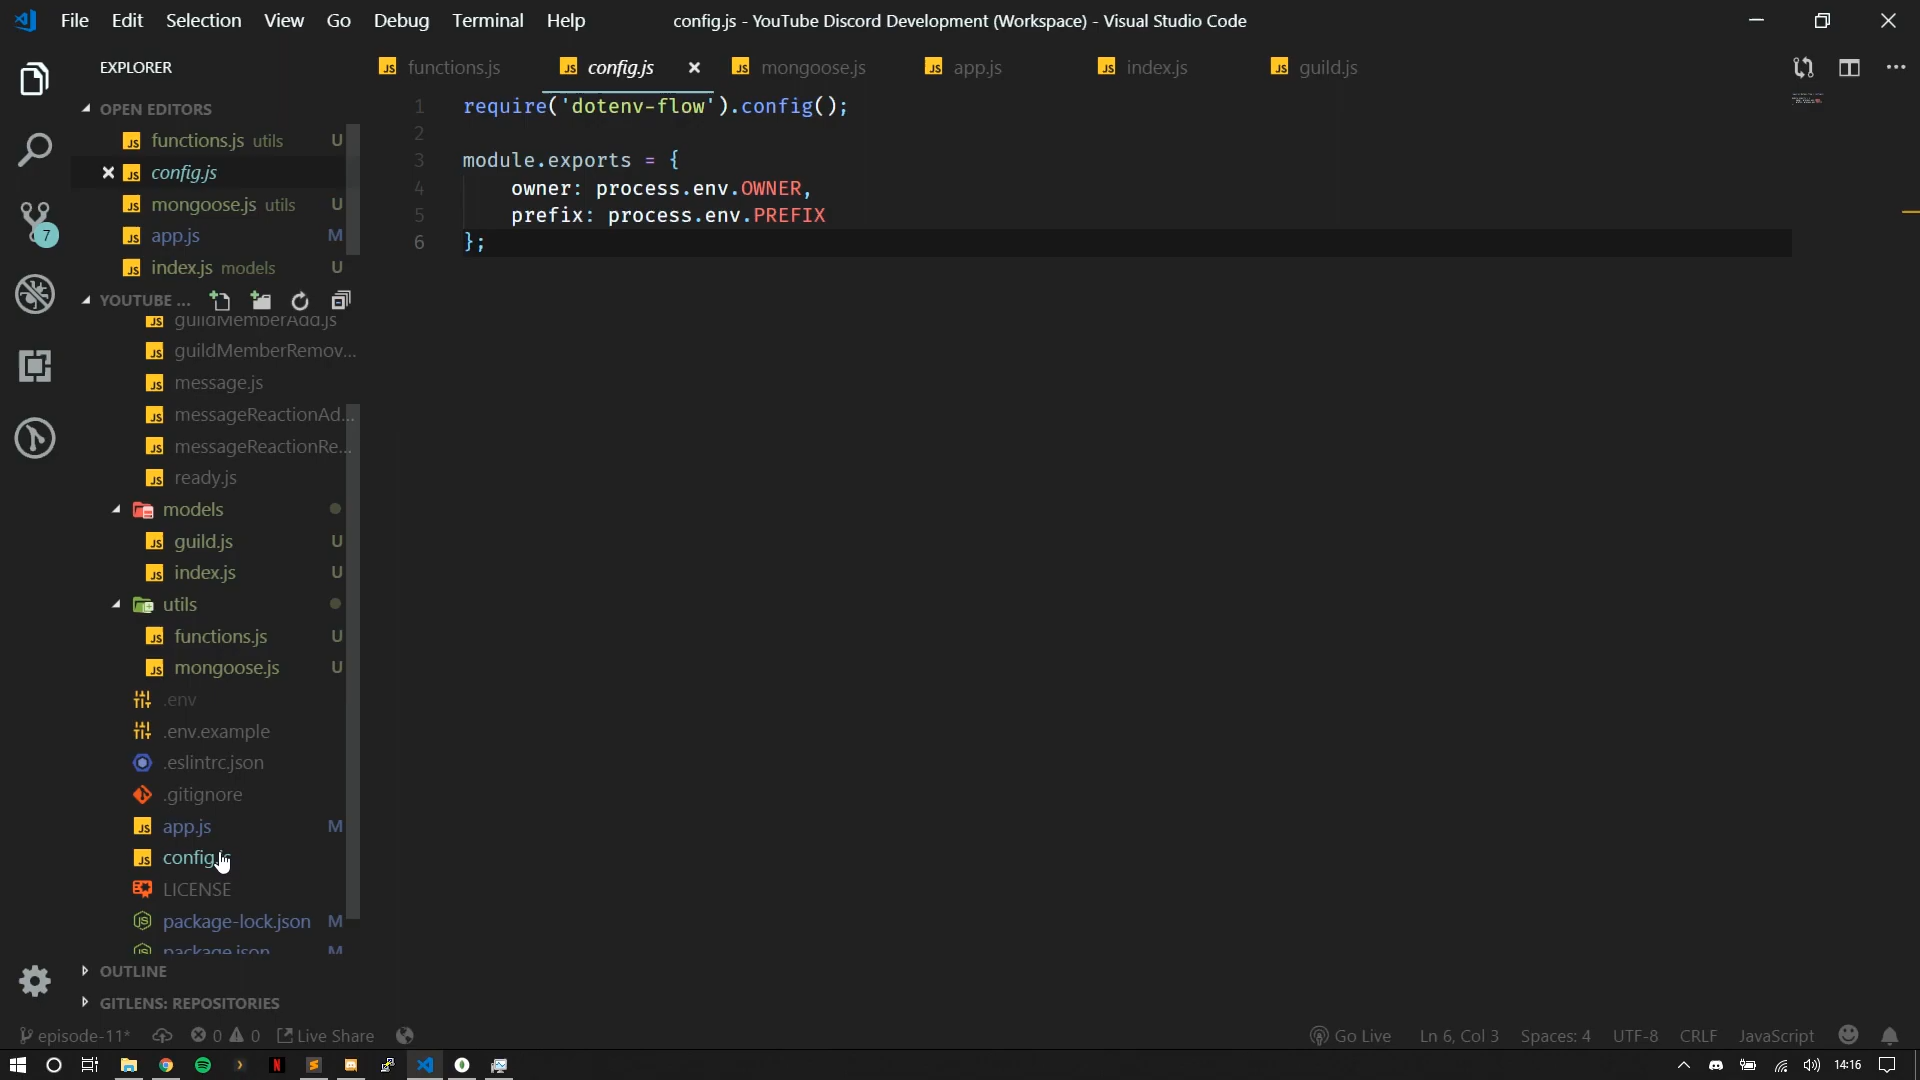 File Edit Selection View Go Debug Terminal Help
config.js - YouTube Discord Development (Workspace) - Visual Studio Code
EXPLORER
functions.js
config.js
mongoose.js
app.js
index.js
guild.js
OPEN EDITORS
functions.js utils U
config.js
mongoose.js utils U
app.js M
index.js models U
YOUTUBE ...
guildMemberAdd.js
guildMemberRemov...
message.js
messageReactionAd...
messageReactionRe...
ready.js
models
guild.js U
index.js U
utils
functions.js U
mongoose.js U
.env
.env.example
.eslintrc.json
.gitignore
app.js M
config.js
LICENSE
package-lock.json M
package.json M
OUTLINE
GITLENS: REPOSITORIES
7
1 require('dotenv-flow').config();
2
3 module.exports = {
4 owner: process.env.OWNER,
5 prefix: process.env.PREFIX
6 };
episode-11* 0 0 Live Share
Go Live Ln 6, Col 3 Spaces: 4 UTF-8 CRLF JavaScript
14:16